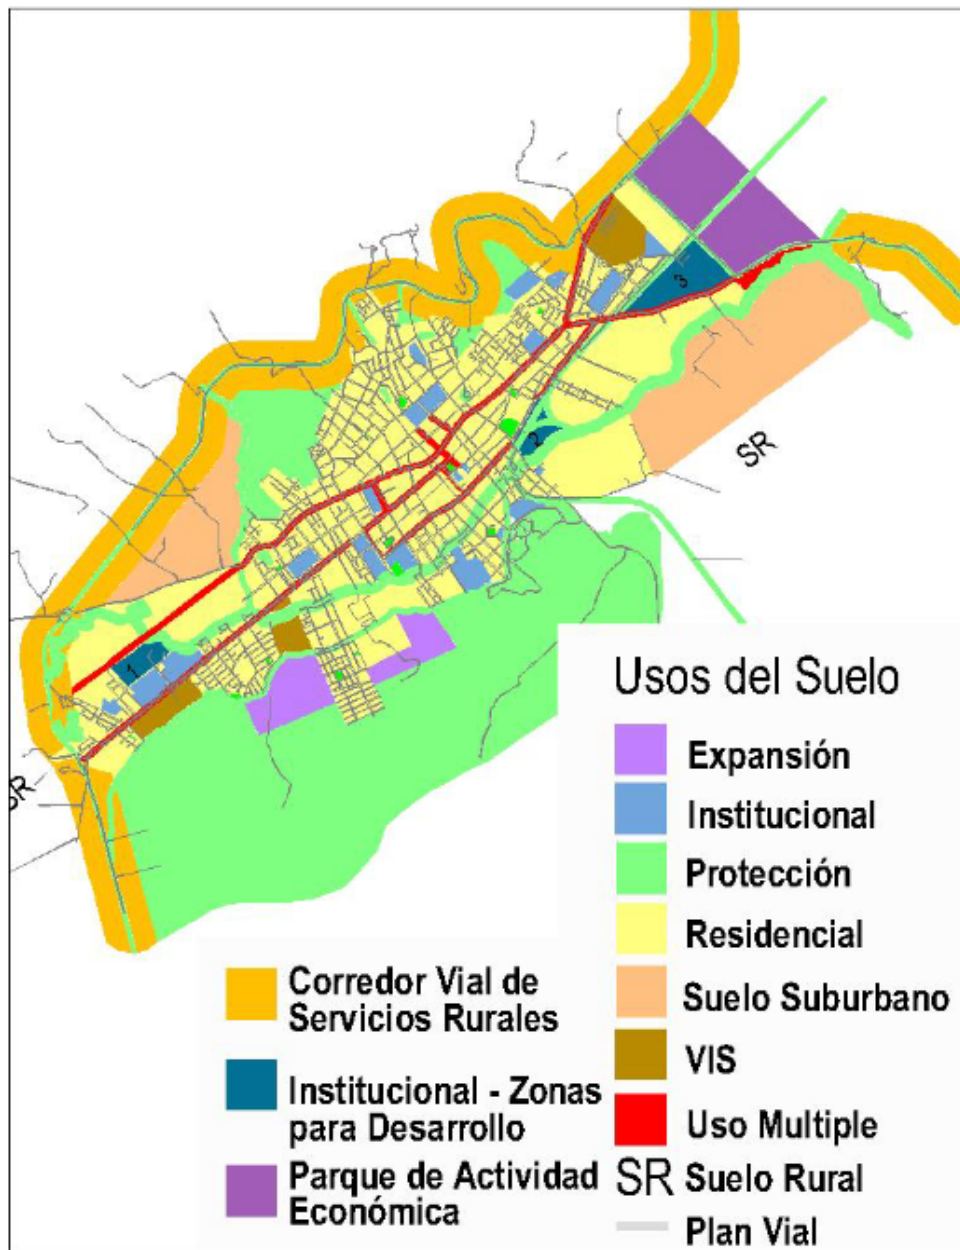 3
SR
2
1
SR
Usos del Suelo
Expansión
Institucional
Protección
Residencial
Suelo Suburbano
VIS
Uso Multiple
SR Suelo Rural
Plan Vial
Corredor Vial de
Servicios Rurales
Institucional - Zonas
para Desarrollo
Parque de Actividad
Económica